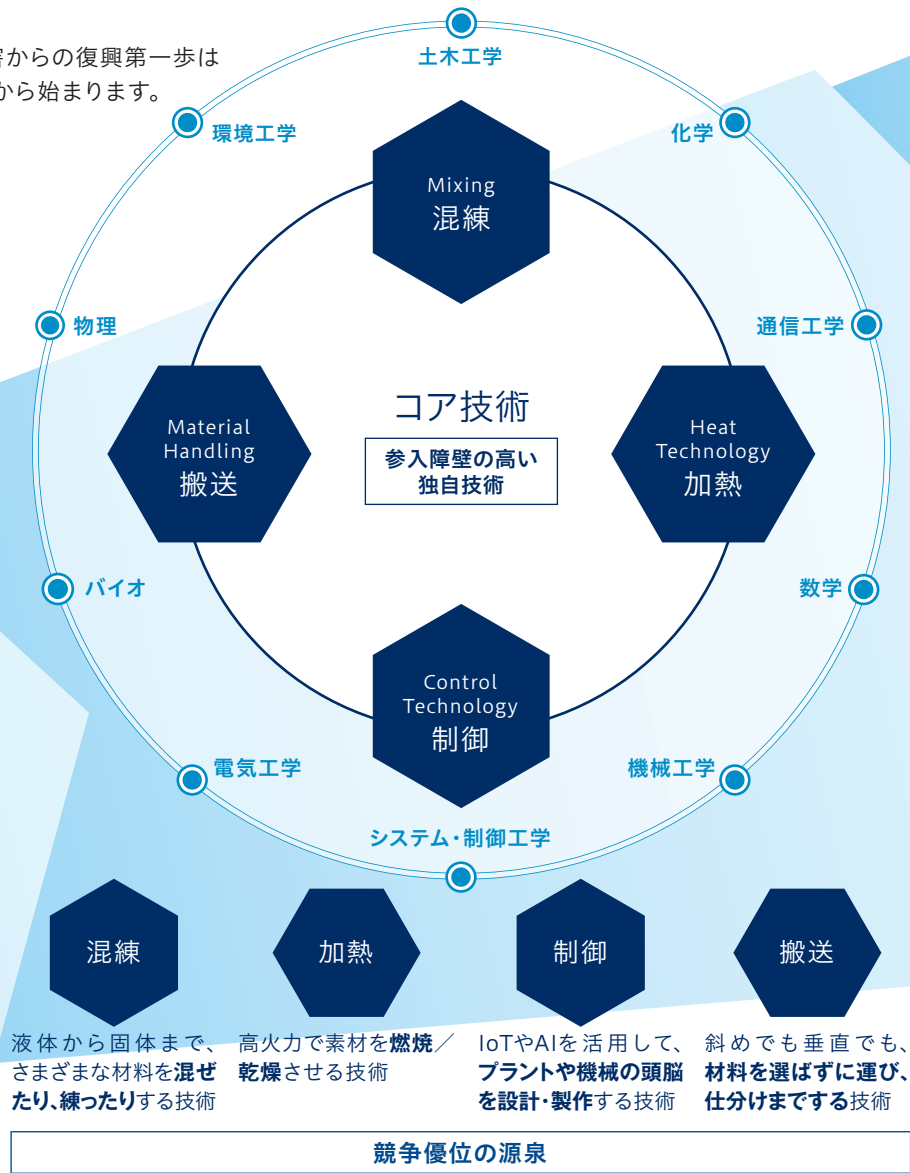 害からの復興第一歩は
から始まります。
土木工学
環境工学
化学
Mixing
混練
物理
通信工学
コア技術
参入障壁の高い
独自技術
Material
Handling
搬送
Heat
Technology
加熱
バイオ
数学
Control
Technology
制御
電気工学
機械工学
システム・制御工学
混練
液体から固体まで、
さまざまな材料を混ぜ
たり、練ったりする技術
加熱
高火力で素材を燃焼／
乾燥させる技術
制御
IoTやAIを活用して、
プラントや機械の頭脳
を設計・製作する技術
搬送
斜めでも垂直でも、
材料を選ばずに運び、
仕分けまでする技術
競争優位の源泉